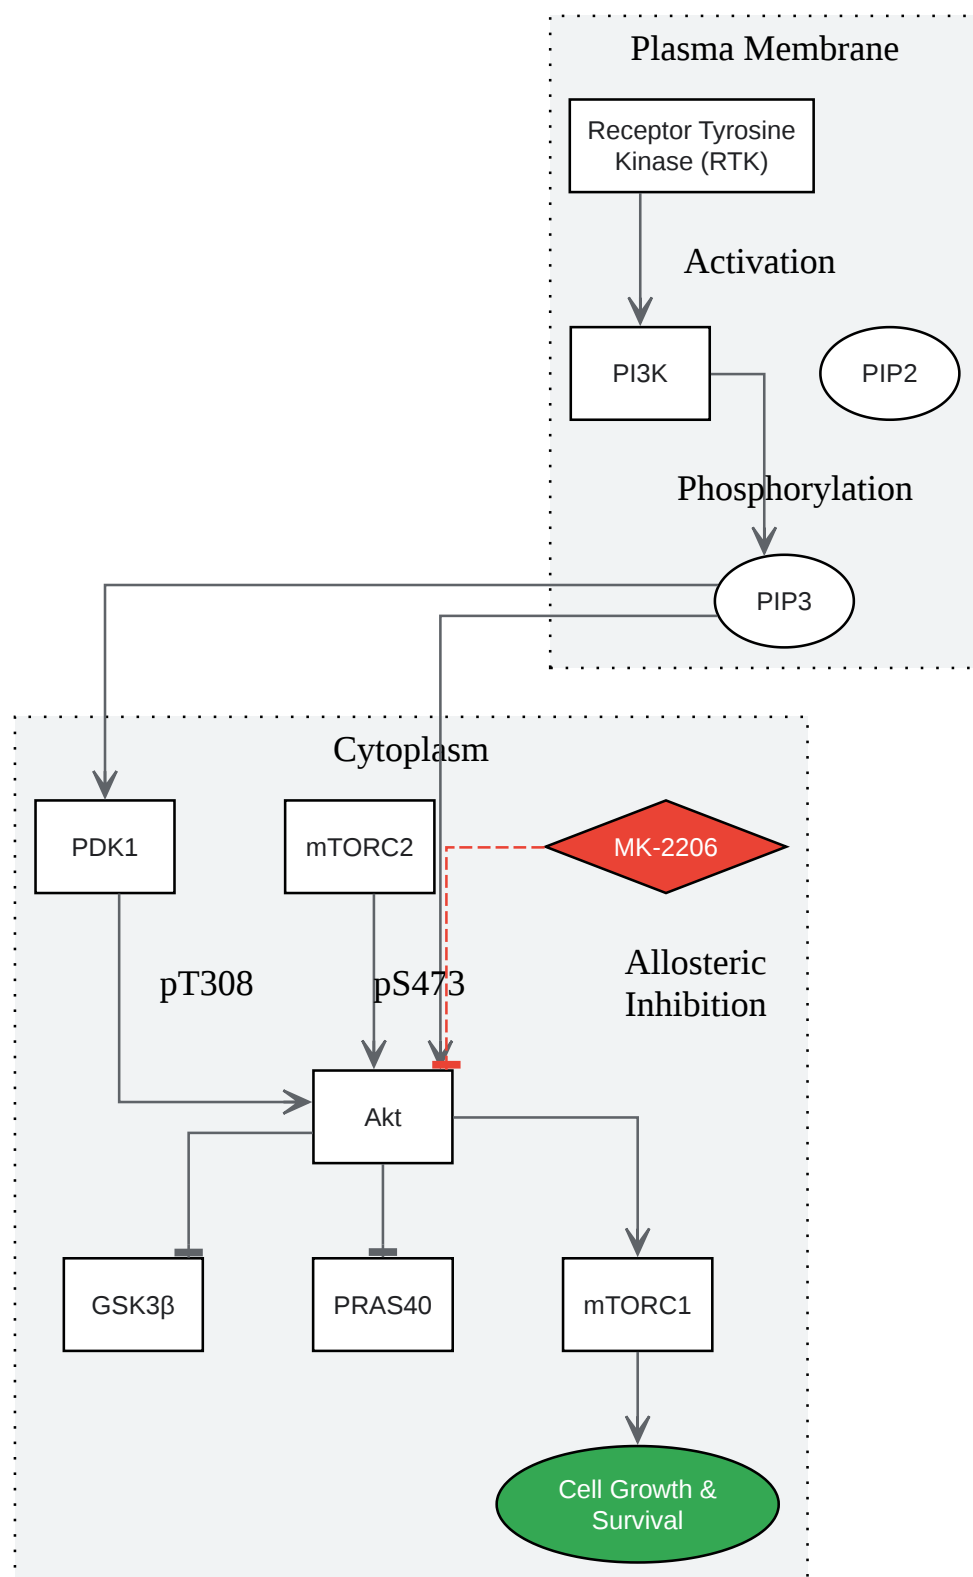 Plasma Membrane
Receptor Tyrosine
Kinase (RTK)
Activation
PI3K
PIP2
Phosphorylation
PIP3
Cytoplasm
PDK1
mTORC2
MK-2206
pT308
pS473
Allosteric
Inhibition
Akt
GSK3β
PRAS40
mTORC1
Cell Growth &
Survival